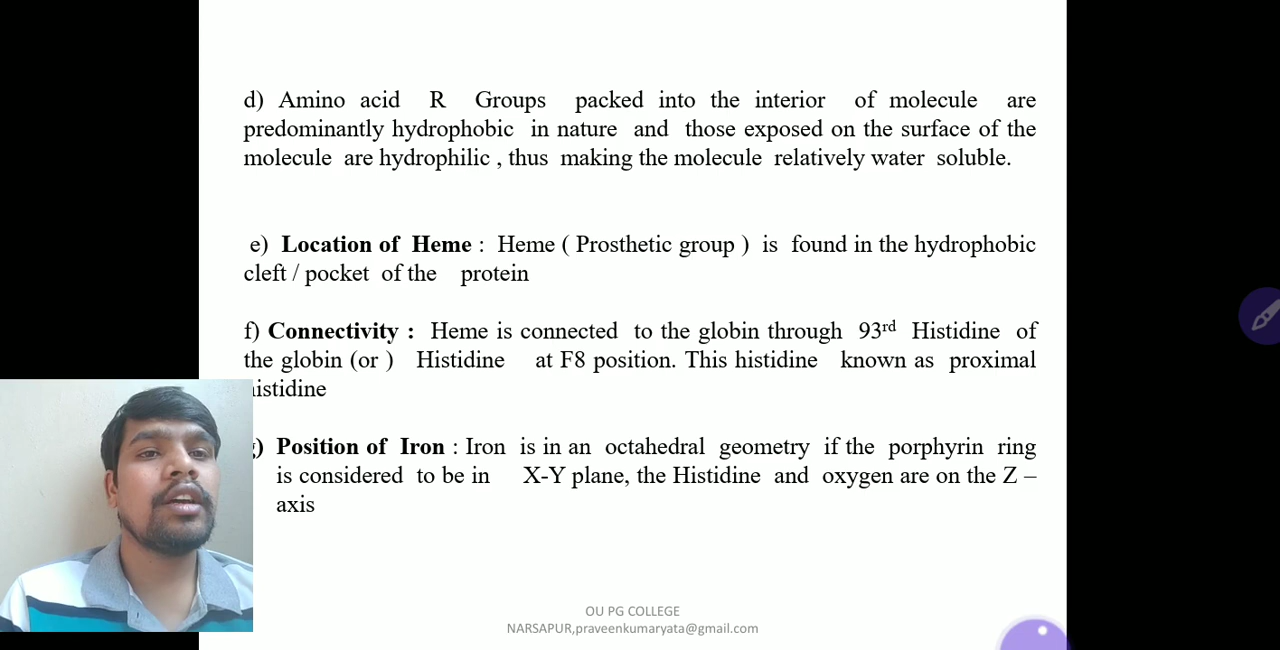 d) Amino acid R Groups packed into the interior of molecule are
predominantly hydrophobic in nature and those exposed on the surface of the
molecule are hydrophilic , thus making the molecule relatively water soluble.
e) Location of Heme : Heme ( Prosthetic group ) is found in the hydrophobic
cleft / pocket of the protein
f) Connectivity : Heme is connected to the globin through 93rd Histidine of
the globin (or ) Histidine at F8 position. This histidine known as proximal
istidine
) Position of Iron : Iron is in an octahedral geometry if the porphyrin ring
is considered to be in X-Y plane, the Histidine and oxygen are on the Z –
axis
OU PG COLLEGE
NARSAPUR,praveenkumaryata@gmail.com